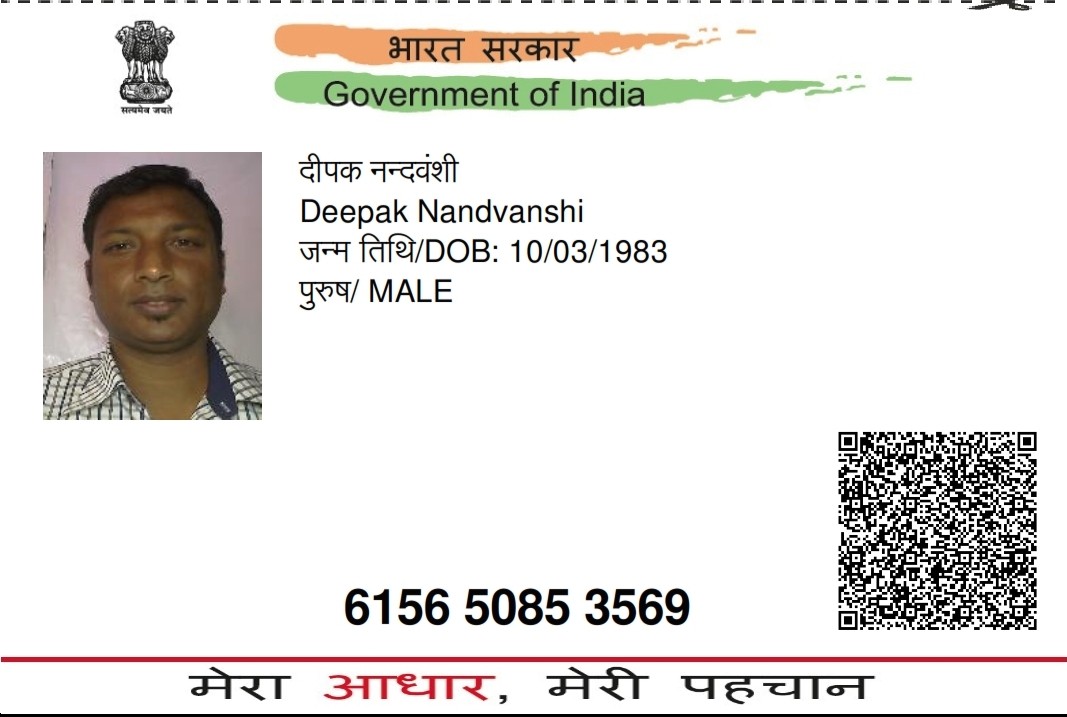 भारत सरकार
Government of India
सत्यमेव जयते
दीपक नन्दवंशी
Deepak Nandvanshi
जन्म तिथि/DOB: 10/03/1983
पुरुष/ MALE
6156 5085 3569
मेरा आधार, मेरी पहचान